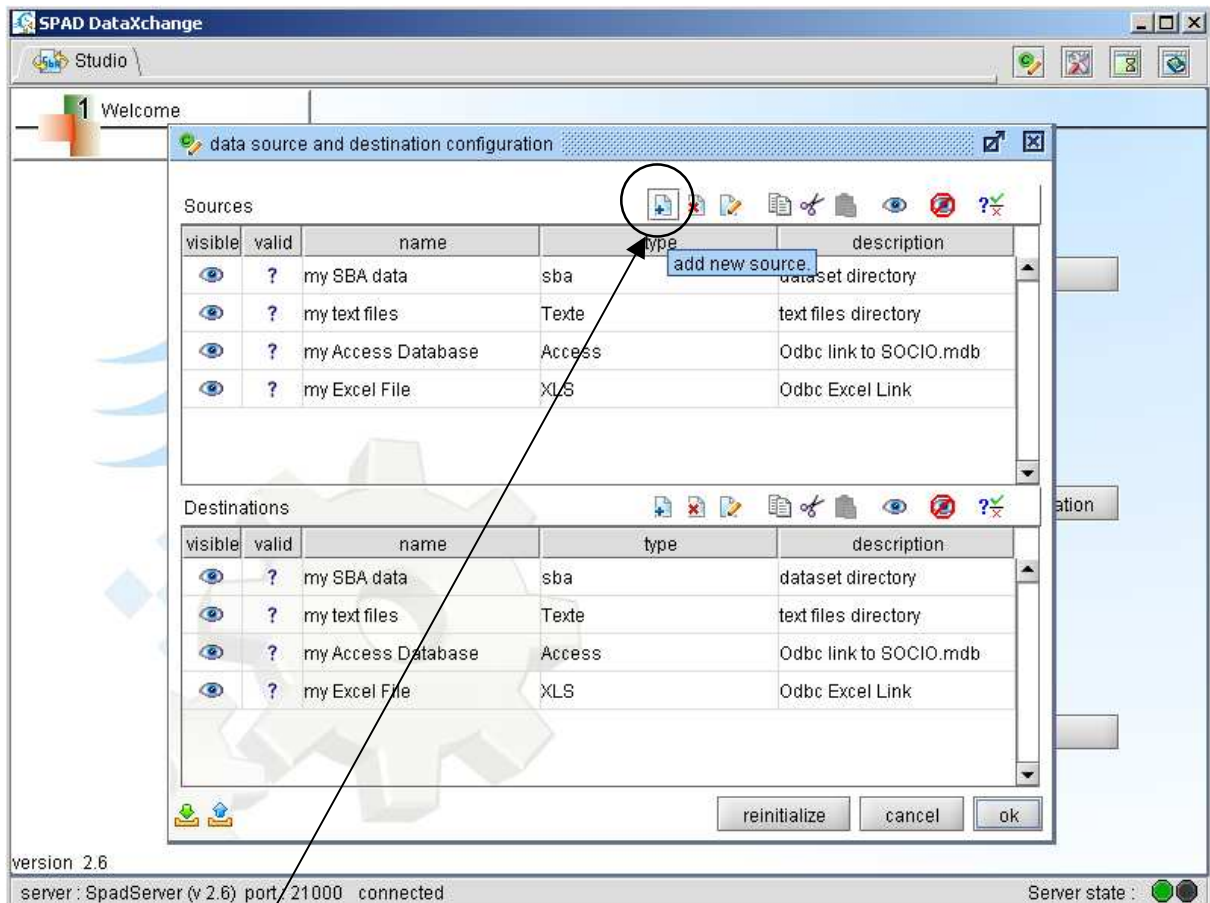 SPAD DataXchange
Studio
1 Welcome
data source and destination configuration
Sources
visible valid name type description
add new source.
my SBA data sba dataset directory
my text files Texte text files directory
my Access Database Access Odbc link to SOCIO.mdb
my Excel File XLS Odbc Excel Link
Destinations
ation
visible valid name type description
? my SBA data sba dataset directory
? my text files Texte text files directory
? my Access Database Access Odbc link to SOCIO.mdb
? my Excel File XLS Odbc Excel Link
reinitialize cancel ok
version 2.6
server : SpadServer (v 2.6) port : 21000 connected Server state :